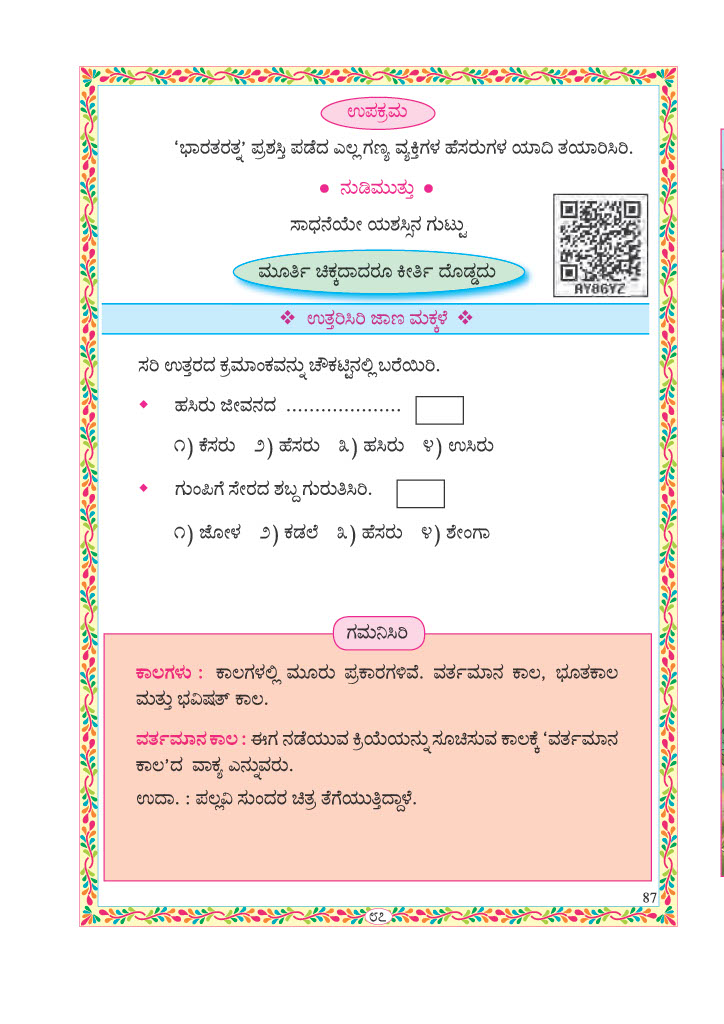 ಉಪಕ್ರಮ
‘ಭಾರತರತ್ನ’ ಪ್ರಶಸ್ತಿ ಪಡೆದ ಎಲ್ಲ ಗಣ್ಯ ವ್ಯಕ್ತಿಗಳ ಹೆಸರುಗಳ ಯಾದಿ ತಯಾರಿಸಿರಿ.
● ನುಡಿಮುತ್ತು ●
ಸಾಧನೆಯೇ ಯಶಸ್ಸಿನ ಗುಟ್ಟು
AY86YZ
ಮೂರ್ತಿ ಚಿಕ್ಕದಾದರೂ ಕೀರ್ತಿ ದೊಡ್ಡದು
❖ ಉತ್ತರಿಸಿರಿ ಜಾಣ ಮಕ್ಕಳೆ ❖
ಸರಿ ಉತ್ತರದ ಕ್ರಮಾಂಕವನ್ನು ಚೌಕಟ್ಟಿನಲ್ಲಿ ಬರೆಯಿರಿ.
◆ ಹಸಿರು ಜೀವನದ ....................
೧) ಕೆಸರು ೨) ಹೆಸರು ೩) ಹಸಿರು ೪) ಉಸಿರು
◆ ಗುಂಪಿಗೆ ಸೇರದ ಶಬ್ದ ಗುರುತಿಸಿರಿ.
೧) ಜೋಳ ೨) ಕಡಲೆ ೩) ಹೆಸರು ೪) ಶೇಂಗಾ
ಗಮನಿಸಿರಿ
ಕಾಲಗಳು : ಕಾಲಗಳಲ್ಲಿ ಮೂರು ಪ್ರಕಾರಗಳಿವೆ. ವರ್ತಮಾನ ಕಾಲ, ಭೂತಕಾಲ
ಮತ್ತು ಭವಿಷತ್ ಕಾಲ.
ವರ್ತಮಾನ ಕಾಲ : ಈಗ ನಡೆಯುವ ಕ್ರಿಯೆಯನ್ನು ಸೂಚಿಸುವ ಕಾಲಕ್ಕೆ ‘ವರ್ತಮಾನ
ಕಾಲ’ದ ವಾಕ್ಯ ಎನ್ನುವರು.
ಉದಾ. : ಪಲ್ಲವಿ ಸುಂದರ ಚಿತ್ರ ತೆಗೆಯುತ್ತಿದ್ದಾಳೆ.
87
೮೭